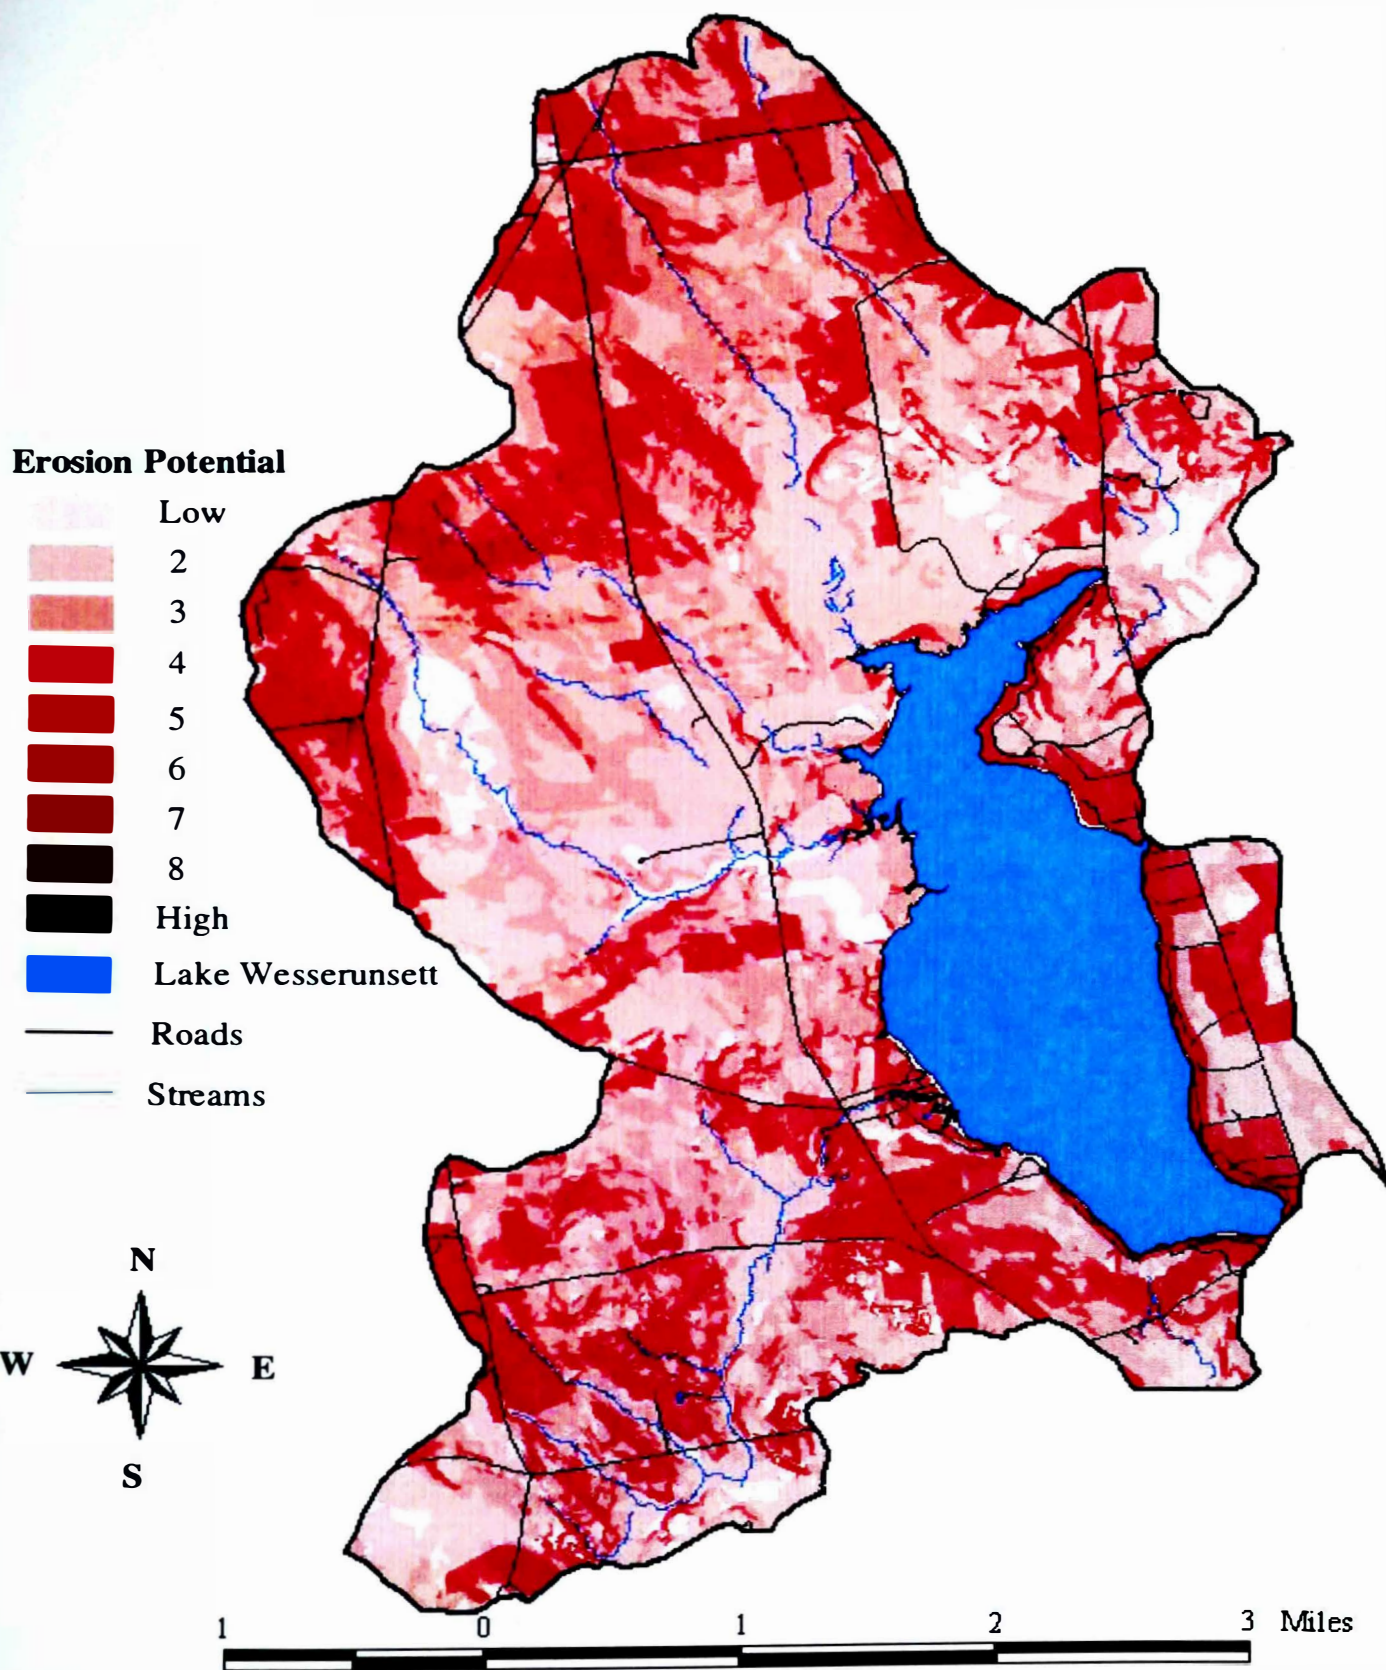 Erosion Potential
Low
2
3
4
5
6
7
8
High
Lake Wesserunsett
Roads
Streams
N
W E
S
1 0 1 2 3 Miles